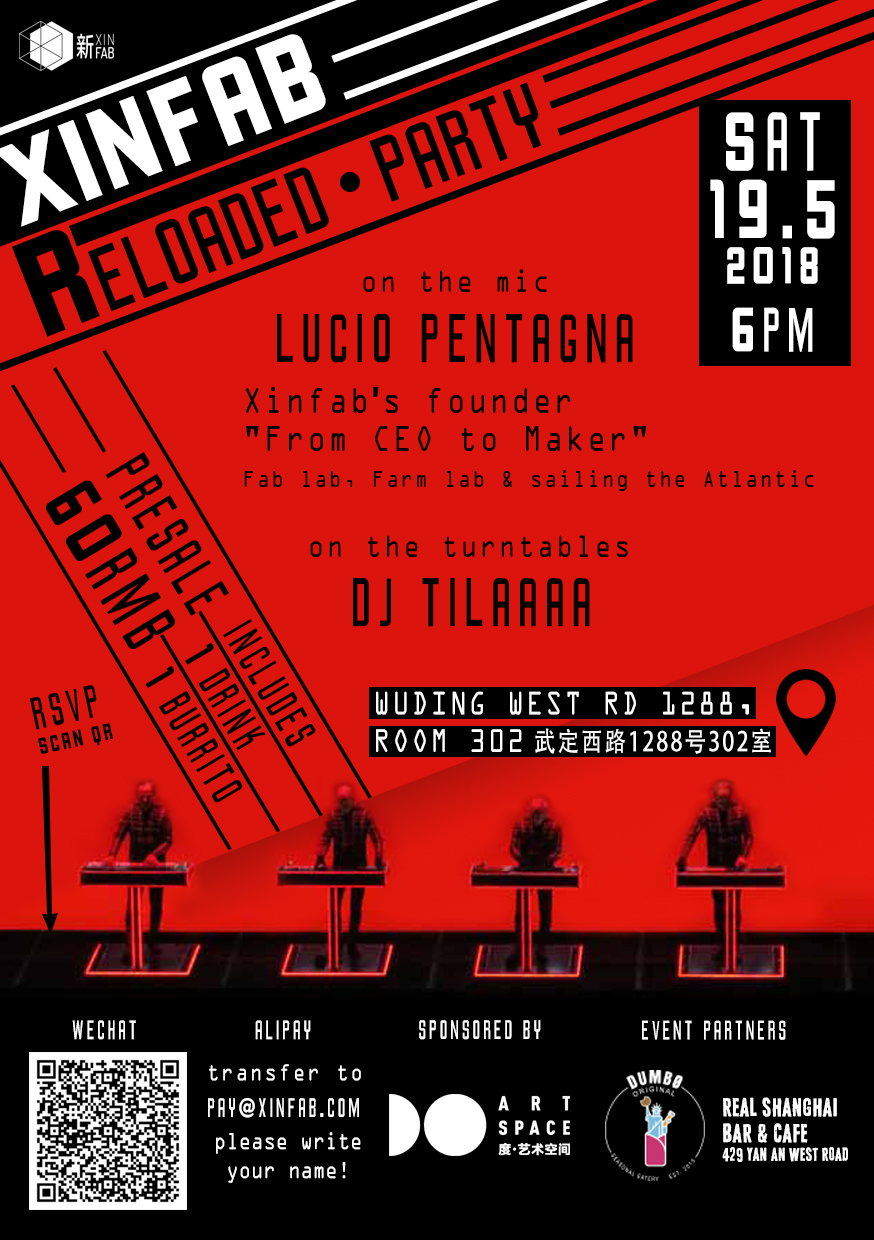 新 XIN
FAB
XINFAB
RELOADED • PARTY
SAT
19.5
2018
6PM
on the mic
LUCIO PENTAGNA
Xinfab's founder
"From CEO to Maker"
Fab lab, Farm lab & sailing the Atlantic
on the turntables
DJ TILAAAA
PRESALE
60RMB
INCLUDES
1 DRINK
1 BURRITO
RSVP
SCAN QR
WUDING WEST RD 1288,
ROOM 302 武定西路1288号302室
WECHAT
ALIPAY
transfer to
PAY@XINFAB.COM
please write
your name!
SPONSORED BY
DO
ART
SPACE
度·艺术空间
EVENT PARTNERS
DUMBO
ORIGINAL
SEASONAL EATERY EST. 2015
REAL SHANGHAI
BAR & CAFE
429 YAN AN WEST ROAD